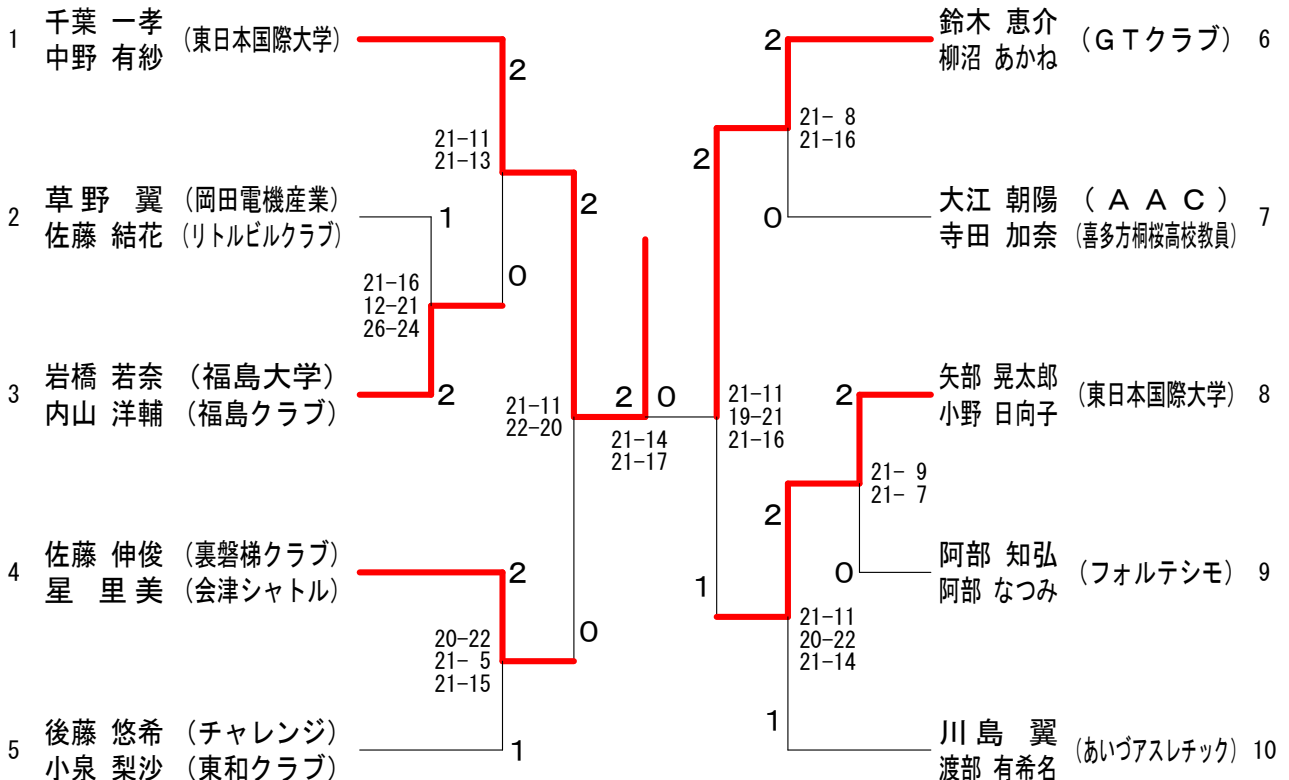 1 千葉 一孝 (東日本国際大学)
中野 有紗
2
21-11
21-13
2 草野 翼 (岡田電機産業)
佐藤 結花 (リトルビルクラブ)
1
2
0
21-16
12-21
26-24
3 岩橋 若奈 (福島大学)
内山 洋輔 (福島クラブ)
2
21-11
22-20
2 0
21-14
21-17
4 佐藤 伸俊 (裏磐梯クラブ)
星 里美 (会津シャトル)
2
0
20-22
21- 5
21-15
5 後藤 悠希 (チャレンジ)
小泉 梨沙 (東和クラブ)
1
2
鈴木 恵介 (GTクラブ) 6
柳沼 あかね
21- 8
21-16
2
0
大江 朝陽 (AAC) 7
寺田 加奈 (喜多方桐桜高校教員)
21-11
19-21
21-16
2
矢部 晃太郎 (東日本国際大学) 8
小野 日向子
21- 9
21- 7
2
0
阿部 知弘 (フォルテシモ) 9
阿部 なつみ
1
21-11
20-22
21-14
1
川島 翼 (あいづアスレチック) 10
渡部 有希名